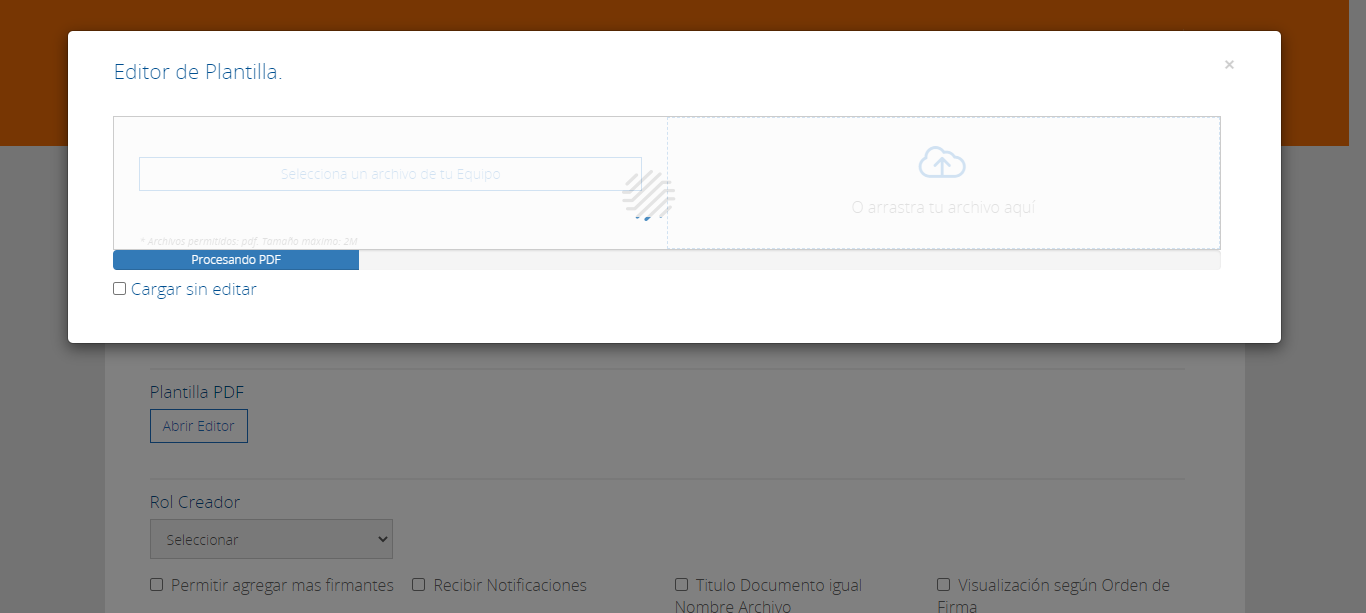 Editor de Plantilla.
×
Selecciona un archivo de tu Equipo
O arrastra tu archivo aquí
* Archivos permitidos: pdf. Tamaño maximo: 2M
Procesando PDF
Cargar sin editar
Plantilla PDF
Abrir Editor
Rol Creador
Seleccionar
Permitir agregar mas firmantes
Recibir Notificaciones
Titulo Documento igual
Nombre Archivo
Visualización según Orden de
Firma